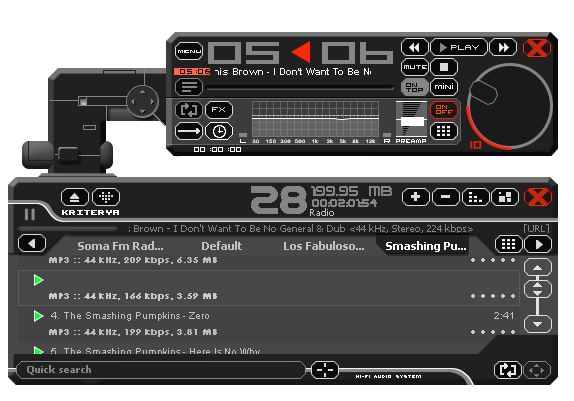 MENU
05 06
PLAY
MUTE
05:06
nis Brown - I Don't Want To Be No
ON TOP
mini
FX
ON OFF
30 150 300 500 1k 2k 3k 4k 8k 12k
L
R
PREAMP
10
00 : 00 : 00
KRITERYA
28
199.95 MB
00:02:01:54
Radio
: Brown - I Don't Want To Be No General & Dub <44 kHz, Stereo, 224 kbps>
[URL]
Soma Fm Rad...
Default
Los Fabuloso...
Smashing Pu...
MP3 :: 44 kHz, 209 kbps, 6.35 MB
MP3 :: 44 kHz, 166 kbps, 3.59 MB
4. The Smashing Pumpkins - Zero
2:41
MP3 :: 44 kHz, 199 kbps, 3.81 MB
5. The Smashing Pumpkins - Here Is No Why
Quick search
HI-FI AUDIO SYSTEM